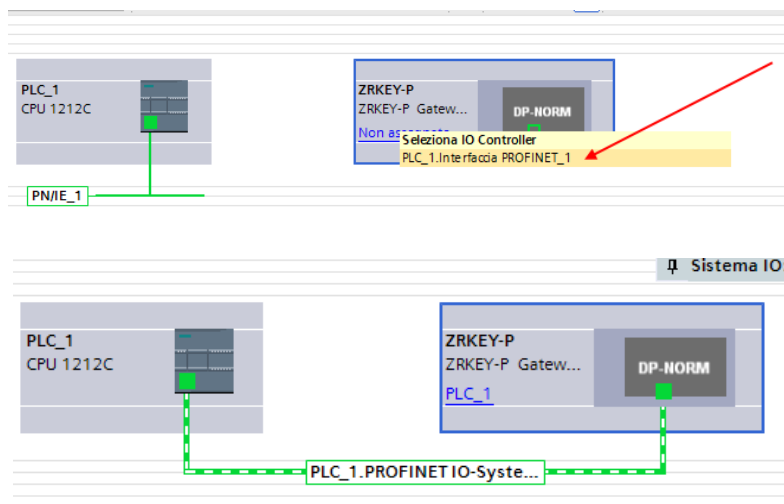 PLC_1
CPU 1212C
ZRKEY-P
ZRKEY-P Gatew...
DP-NORM
Non
Seleziona IO Controller
PLC_1.Interfaccia PROFINET_1
PN/IE_1
Sistema IO
PLC_1
CPU 1212C
ZRKEY-P
ZRKEY-P Gatew...
PLC_1
DP-NORM
PLC_1.PROFINET IO-Syste...